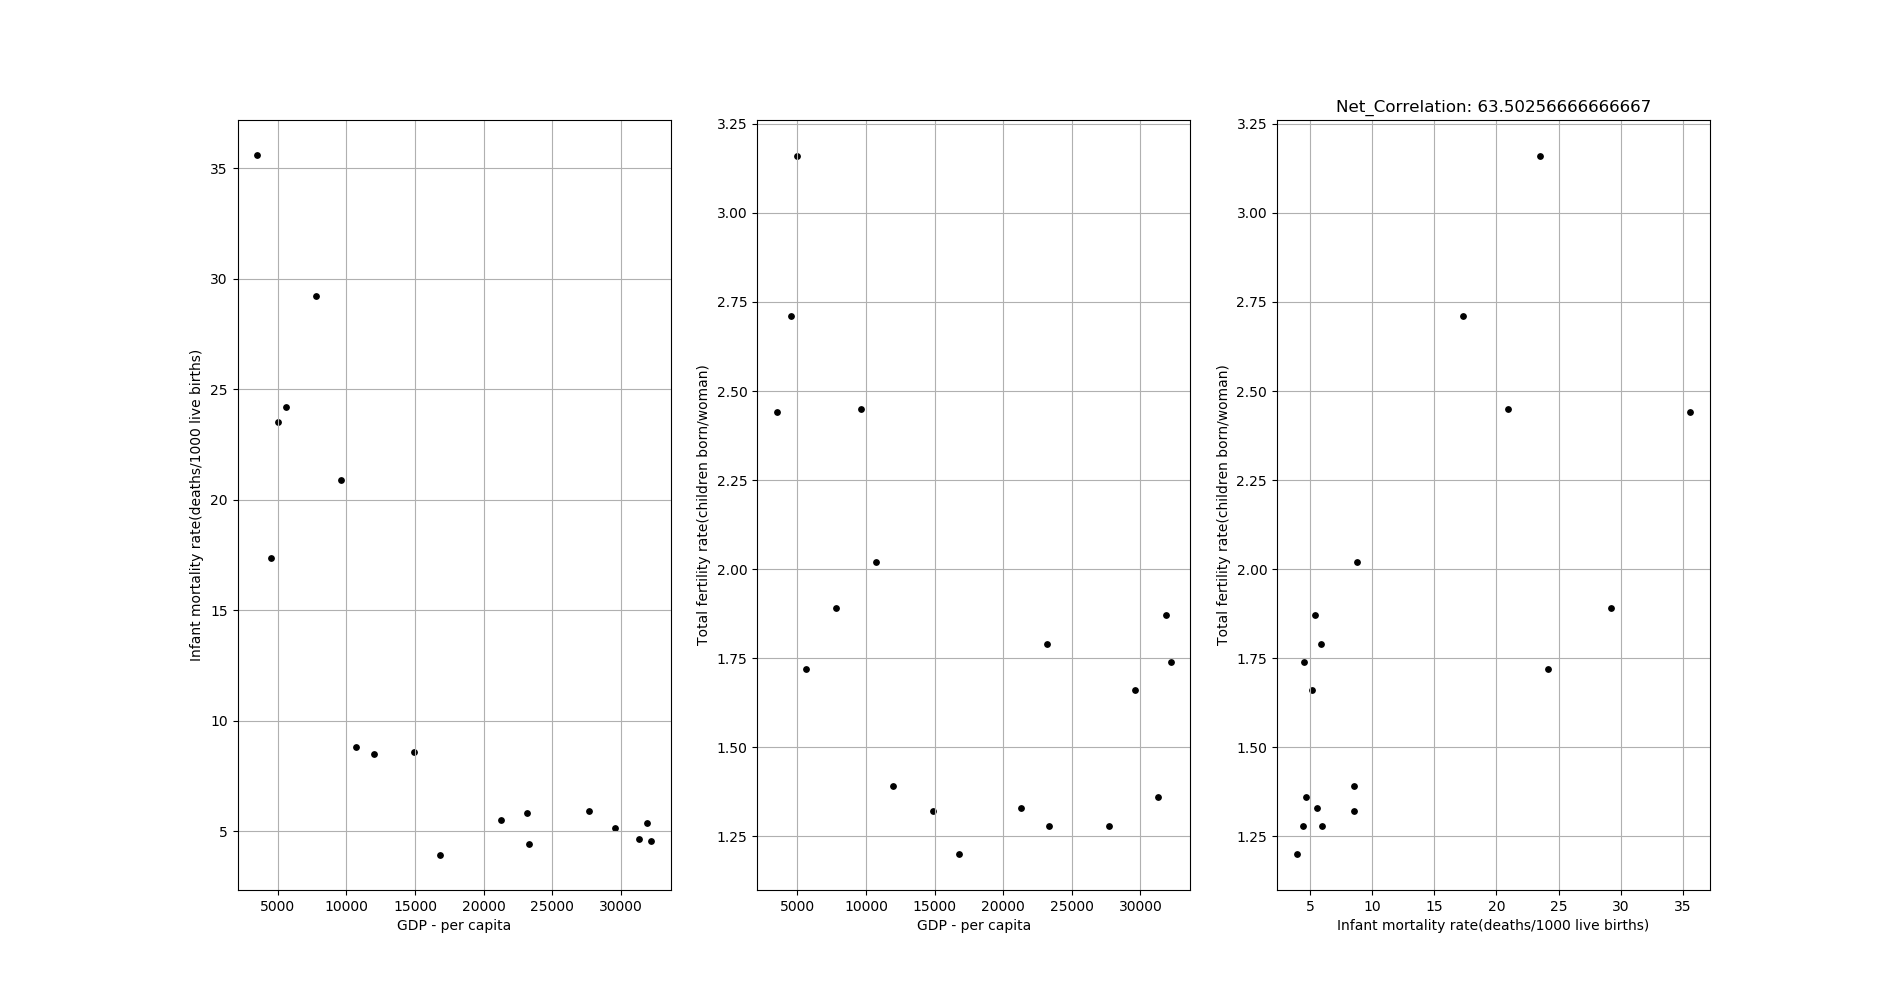 Net_Correlation: 63.50256666666667
35
30
25
20
15
10
5
Infant mortality rate(deaths/1000 live births)
5000 10000 15000 20000 25000 30000
GDP - per capita
3.25
3.00
2.75
2.50
2.25
2.00
1.75
1.50
1.25
Total fertility rate(children born/woman)
5000 10000 15000 20000 25000 30000
GDP - per capita
3.25
3.00
2.75
2.50
2.25
2.00
1.75
1.50
1.25
Total fertility rate(children born/woman)
5 10 15 20 25 30 35
Infant mortality rate(deaths/1000 live births)